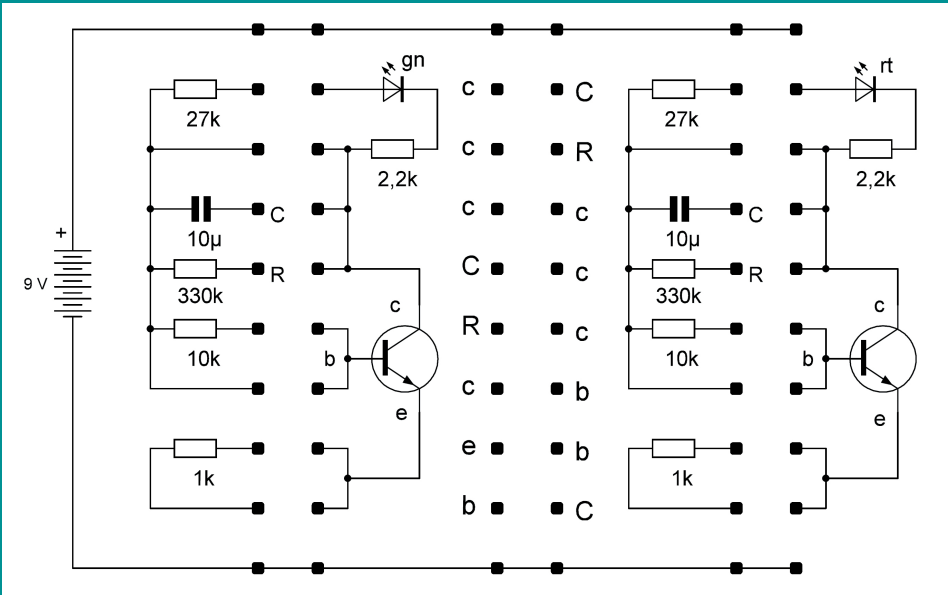 gn
rt
c C
27k
27k
c R
2,2k
2,2k
C
c c
C
10µ
10µ
+
9 V
R
C c
R
330k
330k
c
c
R c
b
b
10k
10k
c b
e
e
e b
1k
1k
b C